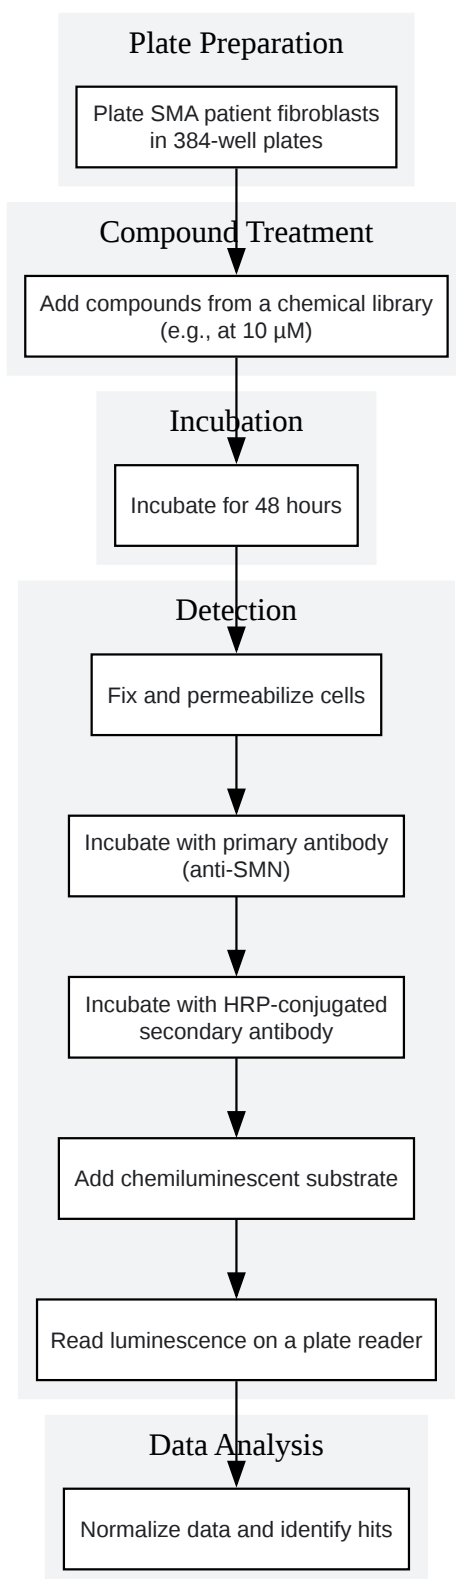 Plate Preparation
Plate SMA patient fibroblasts
in 384-well plates
Compound Treatment
Add compounds from a chemical library
(e.g., at 10 µM)
Incubation
Incubate for 48 hours
Detection
Fix and permeabilize cells
Incubate with primary antibody
(anti-SMN)
Incubate with HRP-conjugated
secondary antibody
Add chemiluminescent substrate
Read luminescence on a plate reader
Data Analysis
Normalize data and identify hits